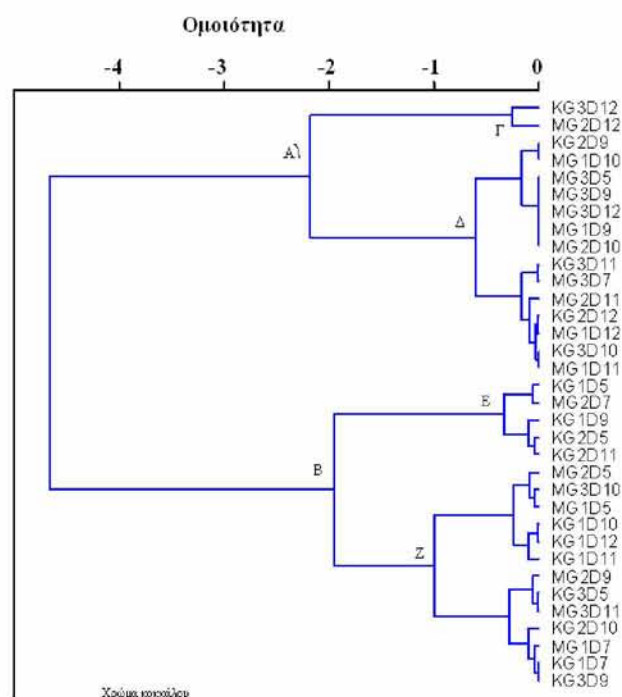 Ομοιότητα
-4 -3 -2 -1 0
KG3D12
Γ MG2D12
KG2D9
Αλ MG1D10
MG3D5
MG3D9
MG3D12
Δ MG1D9
MG2D10
KG3D11
MG3D7
MG2D11
KG2D12
MG1D12
KG3D10
MG1D11
KG1D5
Ε MG2D7
KG1D9
KG2D5
KG2D11
Β MG2D5
MG3D10
MG1D5
KG1D10
KG1D12
Ζ KG1D11
MG2D9
KG3D5
MG3D11
KG2D10
MG1D7
KG1D7
KG3D9
Χρώμα